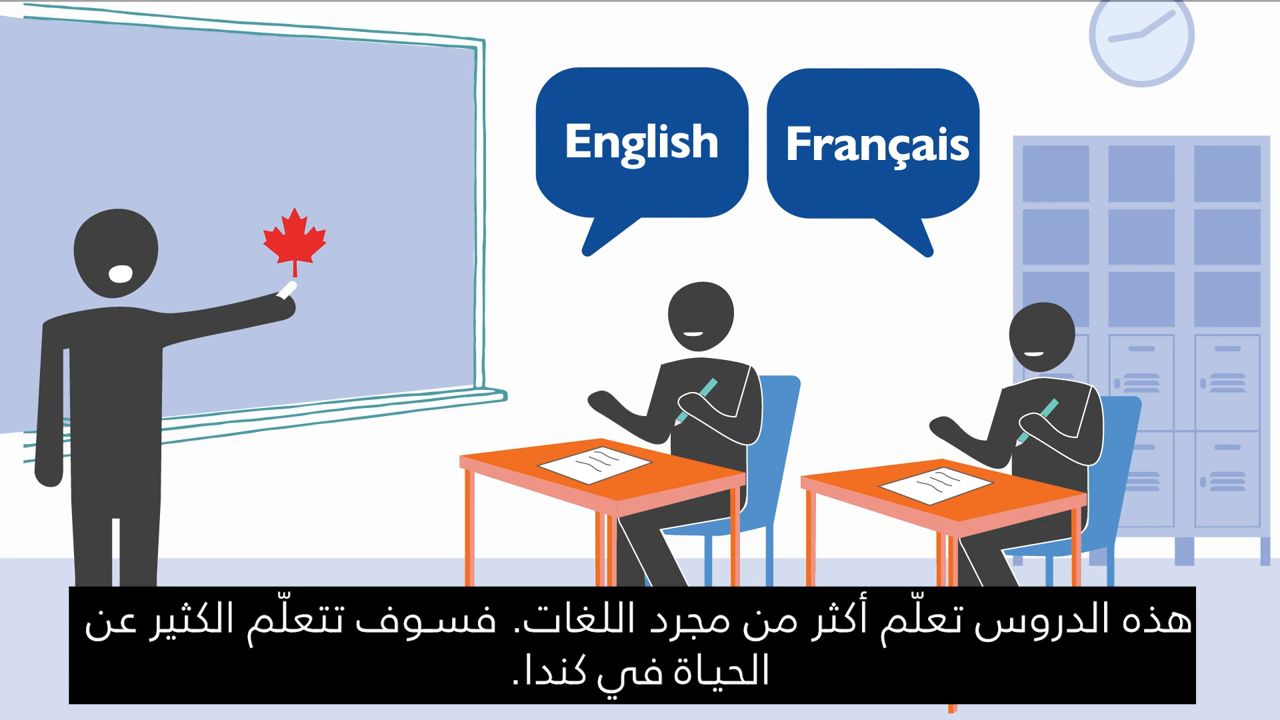 English
Français
هذه الدروس تعلّم أكثر من مجرد اللغات. فسوف تتعلّم الكثير عن
الحياة في كندا.